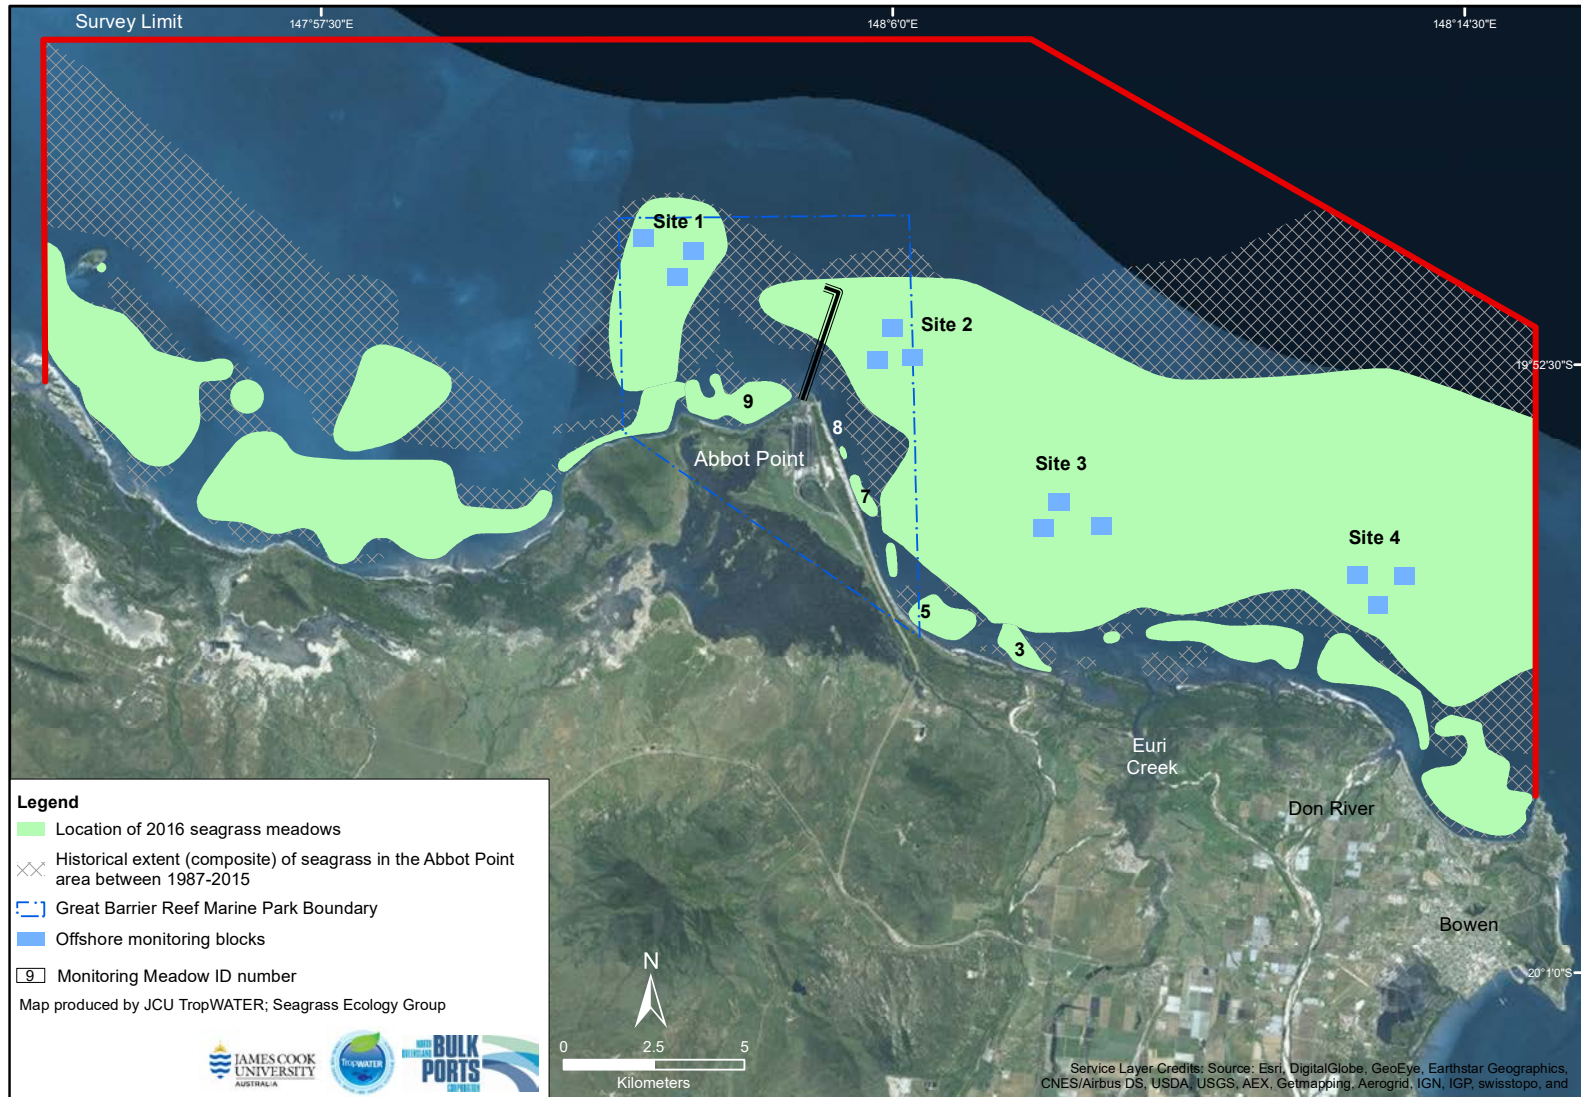 Survey Limit
147°57'30"E
148°6'0"E
148°14'30"E
Site 1
Site 2
19°52'30"S
9
8
Abbot Point
Site 3
7
Site 4
5
3
Euri
Creek
Don River
Bowen
20°1'0"S
Legend
Location of 2016 seagrass meadows
Historical extent (composite) of seagrass in the Abbot Point
area between 1987-2015
Great Barrier Reef Marine Park Boundary
Offshore monitoring blocks
9 Monitoring Meadow ID number
Map produced by JCU TropWATER; Seagrass Ecology Group
JAMES COOK
UNIVERSITY
AUSTRALIA
TropWATER
NORTH
QUEENSLAND
BULK
PORTS
CORPORATION
N
0 2.5 5
Kilometers
Service Layer Credits: Source: Esri, DigitalGlobe, GeoEye, Earthstar Geographics,
CNES/Airbus DS, USDA, USGS, AEX, Getmapping, Aerogrid, IGN, IGP, swisstopo, and